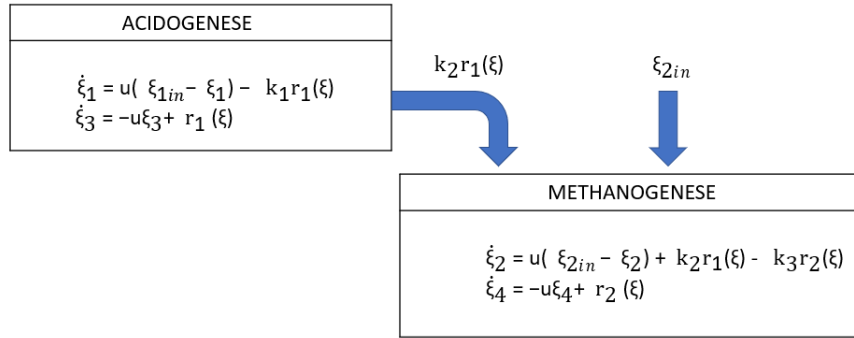 ACIDOGENESE
ξ̇₁ = u( ξ₁ᵢₙ − ξ₁) − k₁r₁(ξ)
ξ̇₃ = −uξ₃+ r₁ (ξ)
k₂r₁(ξ)
ξ₂ᵢₙ
METHANOGENESE
ξ̇₂ = u( ξ₂ᵢₙ − ξ₂) + k₂r₁(ξ) - k₃r₂(ξ)
ξ̇₄ = −uξ₄+ r₂ (ξ)